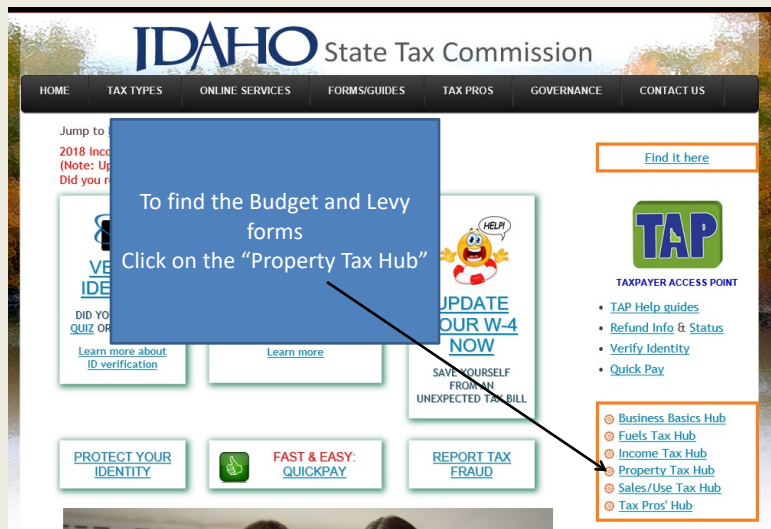 IDAHO State Tax Commission
HOME TAX TYPES ONLINE SERVICES FORMS/GUIDES TAX PROS GOVERNANCE CONTACT US
Jump to
2018
(Note:
Did you
To find the Budget and Levy
forms
Click on the “Property Tax Hub”
DID
QUIZ OR
Learn more about
ID verification
Learn more
HELP!
UPDATE
YOUR W-4
NOW
SAVE YOURSELF
FROM AN
UNEXPECTED TAX BILL
PROTECT YOUR
IDENTITY
FAST & EASY:
QUICKPAY
REPORT TAX
FRAUD
Find it here
TAP
TAXPAYER ACCESS POINT
TAP Help guides
Refund Info & Status
Verify Identity
Quick Pay
Business Basics Hub
Fuels Tax Hub
Income Tax Hub
Property Tax Hub
Sales/Use Tax Hub
Tax Pros' Hub